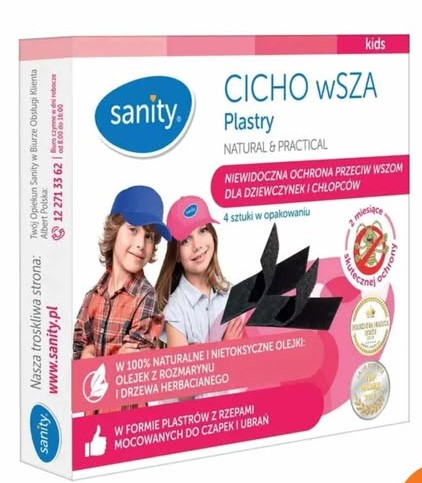 kids
sanity®
CICHO wSZA
Plastry
NATURAL & PRACTICAL
NIEWIDOCZNA OCHRONA PRZECIW WSZOM
DLA DZIEWCZYNEK I CHŁOPCÓW
4 sztuki w opakowaniu
2 miesiące
skutecznej ochrony
W 100% NATURALNE I NIETOKSYCZNE OLEJKI:
OLEJEK Z ROZMARYNU
I DRZEWA HERBACIANEGO
W FORMIE PLASTRÓW Z RZEPAMI
MOCOWANYCH DO CZAPEK I UBRAŃ
Twój Opiekun Sanity w Biurze Obsługi Klienta
Albert Polska:
12 271 33 62
Biuro czynne w dni robocze
od 8:00 do 16:00
Nasza troskliwa strona:
www.sanity.pl
sanity®